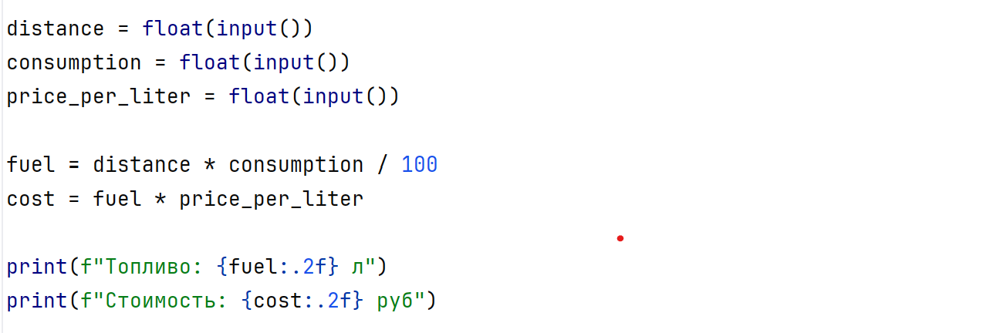 distance = float(input())
consumption = float(input())
price_per_liter = float(input())
fuel = distance * consumption / 100
cost = fuel * price_per_liter
print(f"Топливо: {fuel:.2f} л")
print(f"Стоимость: {cost:.2f} руб")